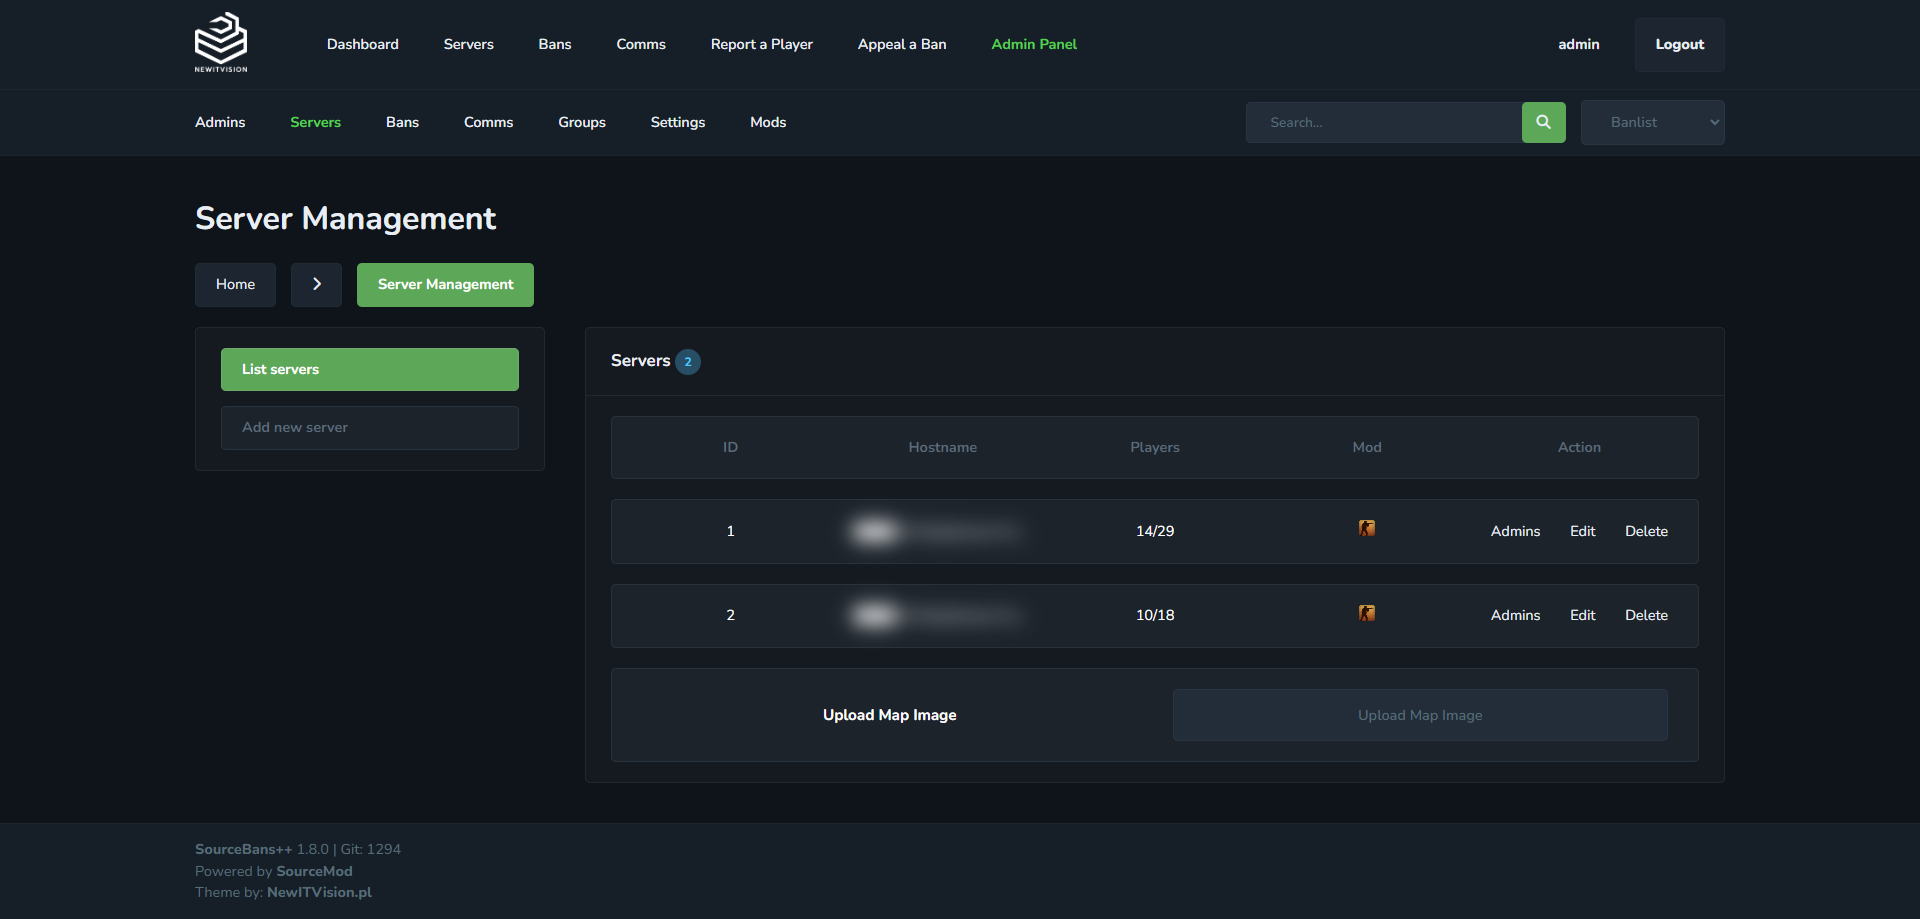 NEWITVISION
Dashboard Servers Bans Comms Report a Player Appeal a Ban Admin Panel admin Logout
Admins Servers Bans Comms Groups Settings Mods Search... Banlist
Server Management
Home Server Management
List servers
Add new server
Servers 2
ID Hostname Players Mod Action
1 14/29 Admins Edit Delete
2 10/18 Admins Edit Delete
Upload Map Image Upload Map Image
SourceBans++ 1.8.0 | Git: 1294
Powered by SourceMod
Theme by: NewITVision.pl